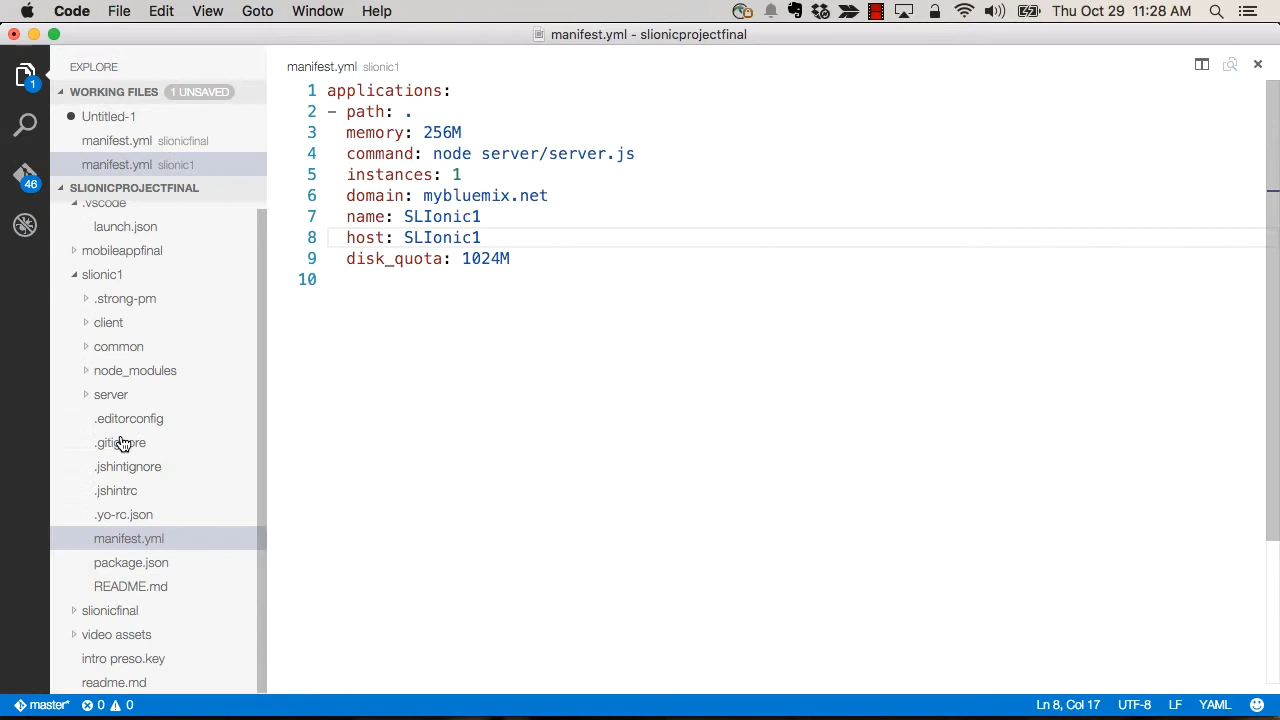 Code File Edit View Goto Window Help Thu Oct 29 11:28 AM
manifest.yml - slionicprojectfinal
EXPLORE
WORKING FILES 1 UNSAVED
Untitled-1
manifest.yml slionicfinal
manifest.yml slionic1
SLIONICPROJECTFINAL
.vscode
launch.json
mobileappfinal
slionic1
.strong-pm
client
common
node_modules
server
.editorconfig
.gitignore
.jshintignore
.jshintrc
.yo-rc.json
manifest.yml
package.json
README.md
slionicfinal
video assets
intro preso.key
readme.md
1
46
manifest.yml slionic1
1 applications:
2 - path: .
3 memory: 256M
4 command: node server/server.js
5 instances: 1
6 domain: mybluemix.net
7 name: SLIonic1
8 host: SLIonic1
9 disk_quota: 1024M
10
master* 0 0 Ln 8, Col 17 UTF-8 LF YAML